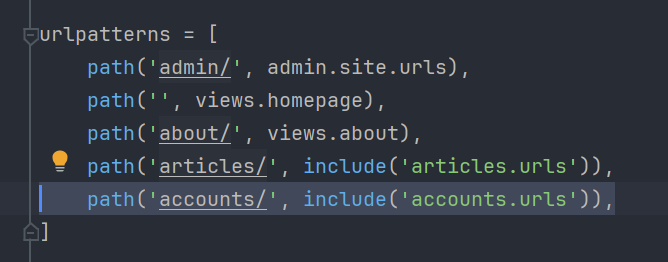 urlpatterns = [
    path('admin/', admin.site.urls),
    path('', views.homepage),
    path('about/', views.about),
    path('articles/', include('articles.urls')),
    path('accounts/', include('accounts.urls')),
]